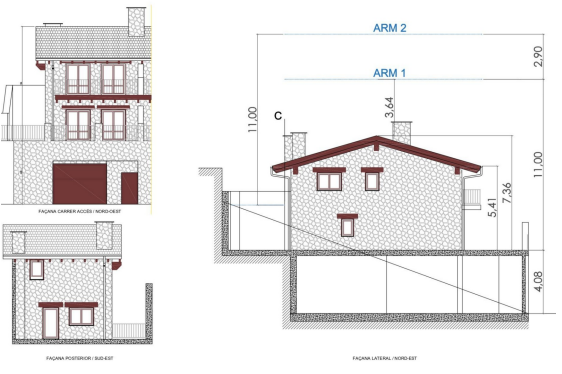 ARM 2
ARM 1
2,90
11,00
C
3,64
11,00
5,41
7,36
4,08
FAÇANA CARRER ACCÉS / NORD-OEST
FAÇANA POSTERIOR / SUD-EST
FAÇANA LATERAL / NORD-EST